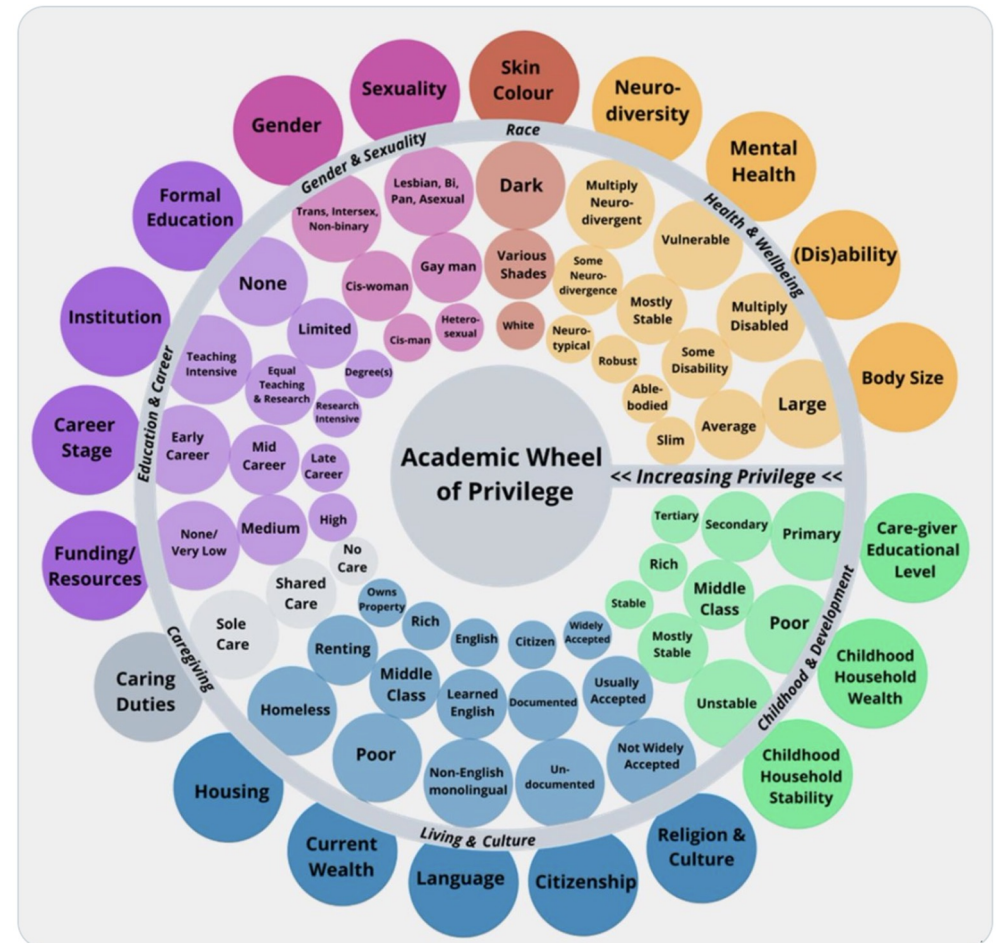 Academic Wheel
of Privilege
<< Increasing Privilege <<
Race
Skin
Colour
Dark
Various
Shades
White
Health & Wellbeing
Neuro-
diversity
Multiply
Neuro-
divergent
Some
Neuro-
divergence
Neuro-
typical
Mental
Health
Vulnerable
Mostly
Stable
Robust
(Dis)ability
Multiply
Disabled
Some
Disability
Able-
bodied
Body Size
Large
Average
Slim
Childhood & Development
Care-giver
Educational
Level
Primary
Secondary
Tertiary
Childhood
Household
Wealth
Poor
Middle
Class
Rich
Childhood
Household
Stability
Unstable
Mostly
Stable
Stable
Living & Culture
Religion &
Culture
Not Widely
Accepted
Usually
Accepted
Widely
Accepted
Citizenship
Un-
documented
Documented
Citizen
Language
Non-English
monolingual
Learned
English
English
Current
Wealth
Poor
Middle
Class
Rich
Housing
Homeless
Renting
Owns
Property
Caregiving
Caring
Duties
Sole
Care
Shared
Care
No
Care
Education & Career
Funding/
Resources
None/
Very Low
Medium
High
Career
Stage
Early
Career
Mid
Career
Late
Career
Institution
Teaching
Intensive
Equal
Teaching
& Research
Research
Intensive
Formal
Education
None
Limited
Degree(s)
Gender & Sexuality
Gender
Trans, Intersex,
Non-binary
Cis-woman
Cis-man
Sexuality
Lesbian, Bi,
Pan, Asexual
Gay man
Hetero-
sexual